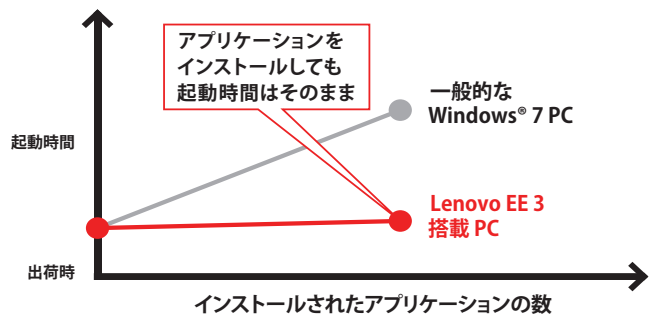 アプリケーションを
インストールしても
起動時間はそのまま
一般的な
Windows® 7 PC
起動時間
Lenovo EE 3
搭載 PC
出荷時
インストールされたアプリケーションの数